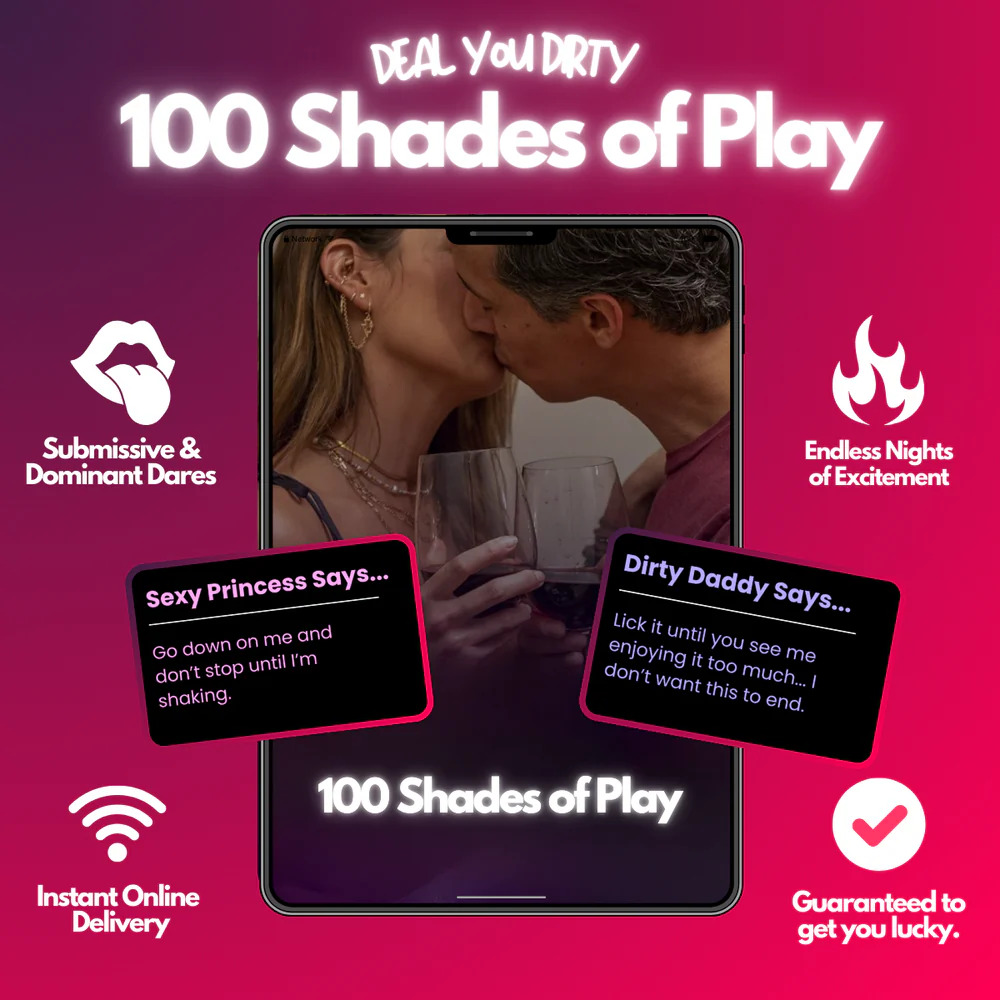 DEAL YOU DIRTY
100 Shades of Play
Network
Submissive &
Dominant Dares
Endless Nights
of Excitement
Sexy Princess Says...
Go down on me and
don’t stop until I’m
shaking.
Dirty Daddy Says...
Lick it until you see me
enjoying it too much... I
don’t want this to end.
100 Shades of Play
Instant Online
Delivery
Guaranteed to
get you lucky.